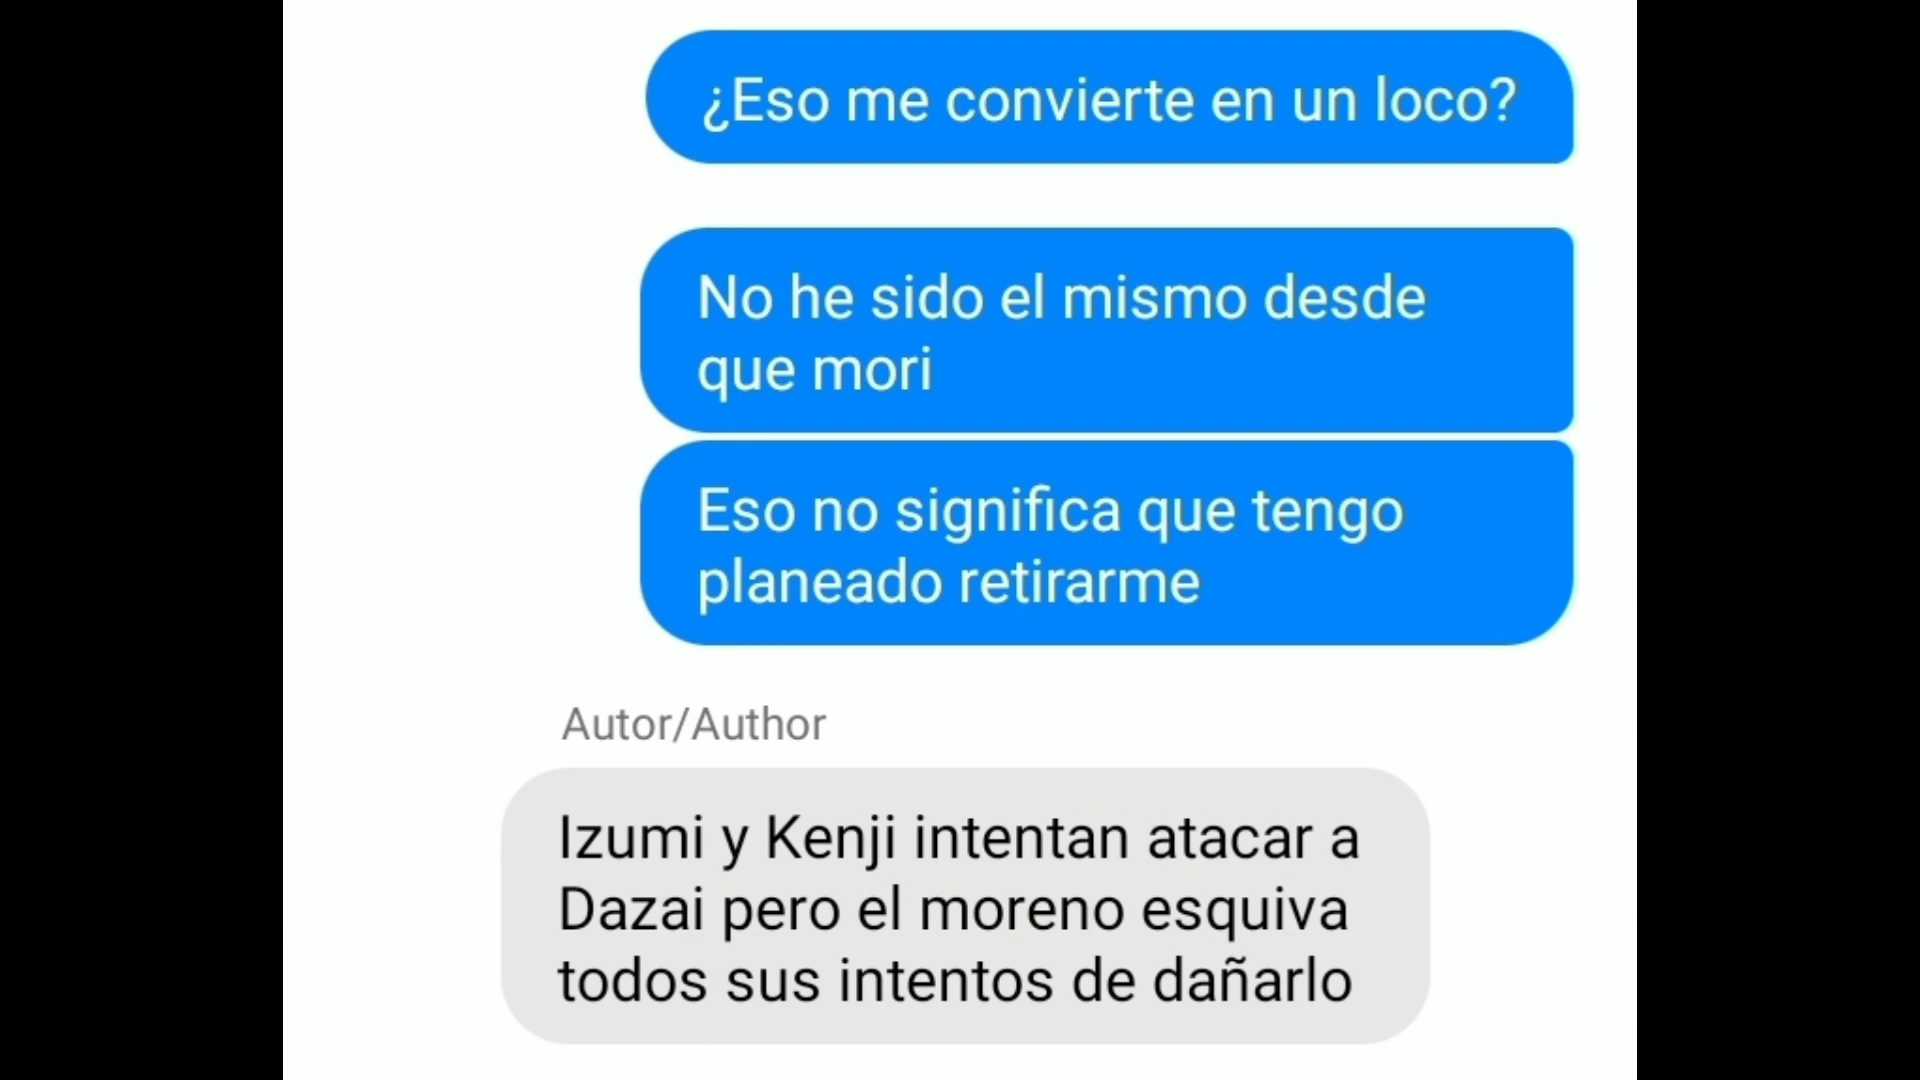 ¿Eso me convierte en un loco?
No he sido el mismo desde
que mori
Eso no significa que tengo
planeado retirarme
Autor/Author
Izumi y Kenji intentan atacar a
Dazai pero el moreno esquiva
todos sus intentos de dañarlo